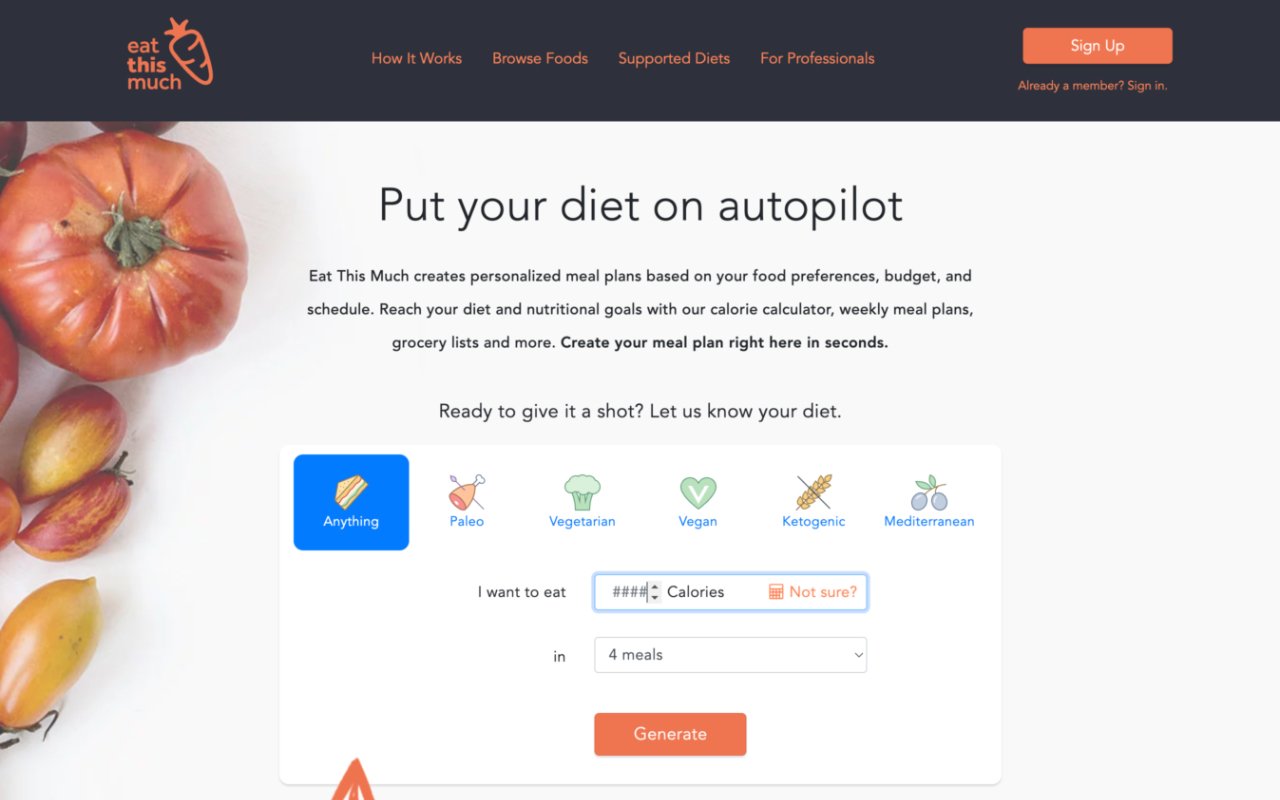 eat
this
much
How It Works
Browse Foods
Supported Diets
For Professionals
Sign Up
Already a member? Sign in.
Put your diet on autopilot
Eat This Much creates personalized meal plans based on your food preferences, budget, and
schedule. Reach your diet and nutritional goals with our calorie calculator, weekly meal plans,
grocery lists and more. Create your meal plan right here in seconds.
Ready to give it a shot? Let us know your diet.
Anything
Paleo
Vegetarian
Vegan
Ketogenic
Mediterranean
I want to eat #### Calories Not sure?
in 4 meals
Generate